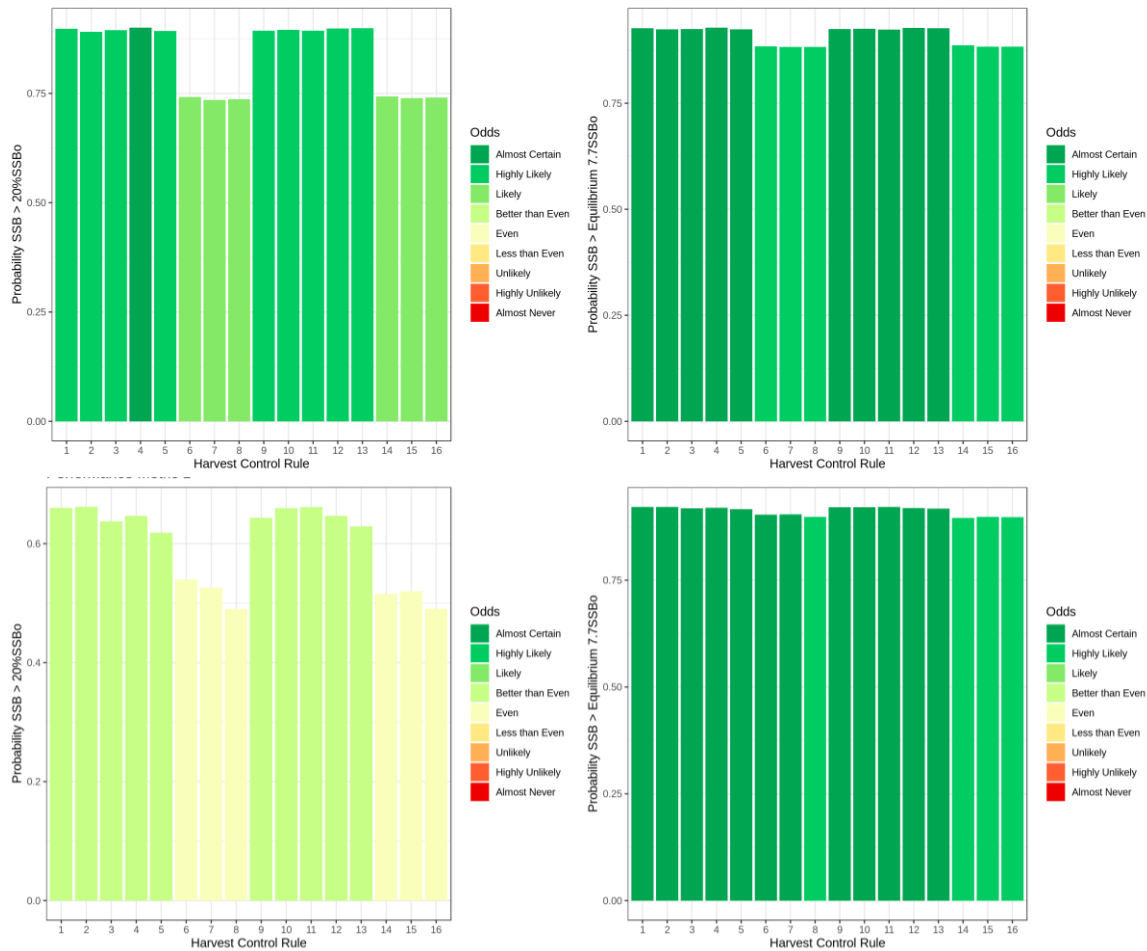 Probability SSB > 20%SSBo
0.75
0.50
0.25
0.00
1 2 3 4 5 6 7 8 9 10 11 12 13 14 15 16
Harvest Control Rule
Odds
Almost Certain
Highly Likely
Likely
Better than Even
Even
Less than Even
Unlikely
Highly Unlikely
Almost Never
Probability SSB > Equilibrium 7.7SSBo
0.75
0.50
0.25
0.00
1 2 3 4 5 6 7 8 9 10 11 12 13 14 15 16
Harvest Control Rule
Odds
Almost Certain
Highly Likely
Likely
Better than Even
Even
Less than Even
Unlikely
Highly Unlikely
Almost Never
Probability SSB > 20%SSBo
0.6
0.4
0.2
0.0
1 2 3 4 5 6 7 8 9 10 11 12 13 14 15 16
Harvest Control Rule
Odds
Almost Certain
Highly Likely
Likely
Better than Even
Even
Less than Even
Unlikely
Highly Unlikely
Almost Never
Probability SSB > Equilibrium 7.7SSBo
0.75
0.50
0.25
0.00
1 2 3 4 5 6 7 8 9 10 11 12 13 14 15 16
Harvest Control Rule
Odds
Almost Certain
Highly Likely
Likely
Better than Even
Even
Less than Even
Unlikely
Highly Unlikely
Almost Never